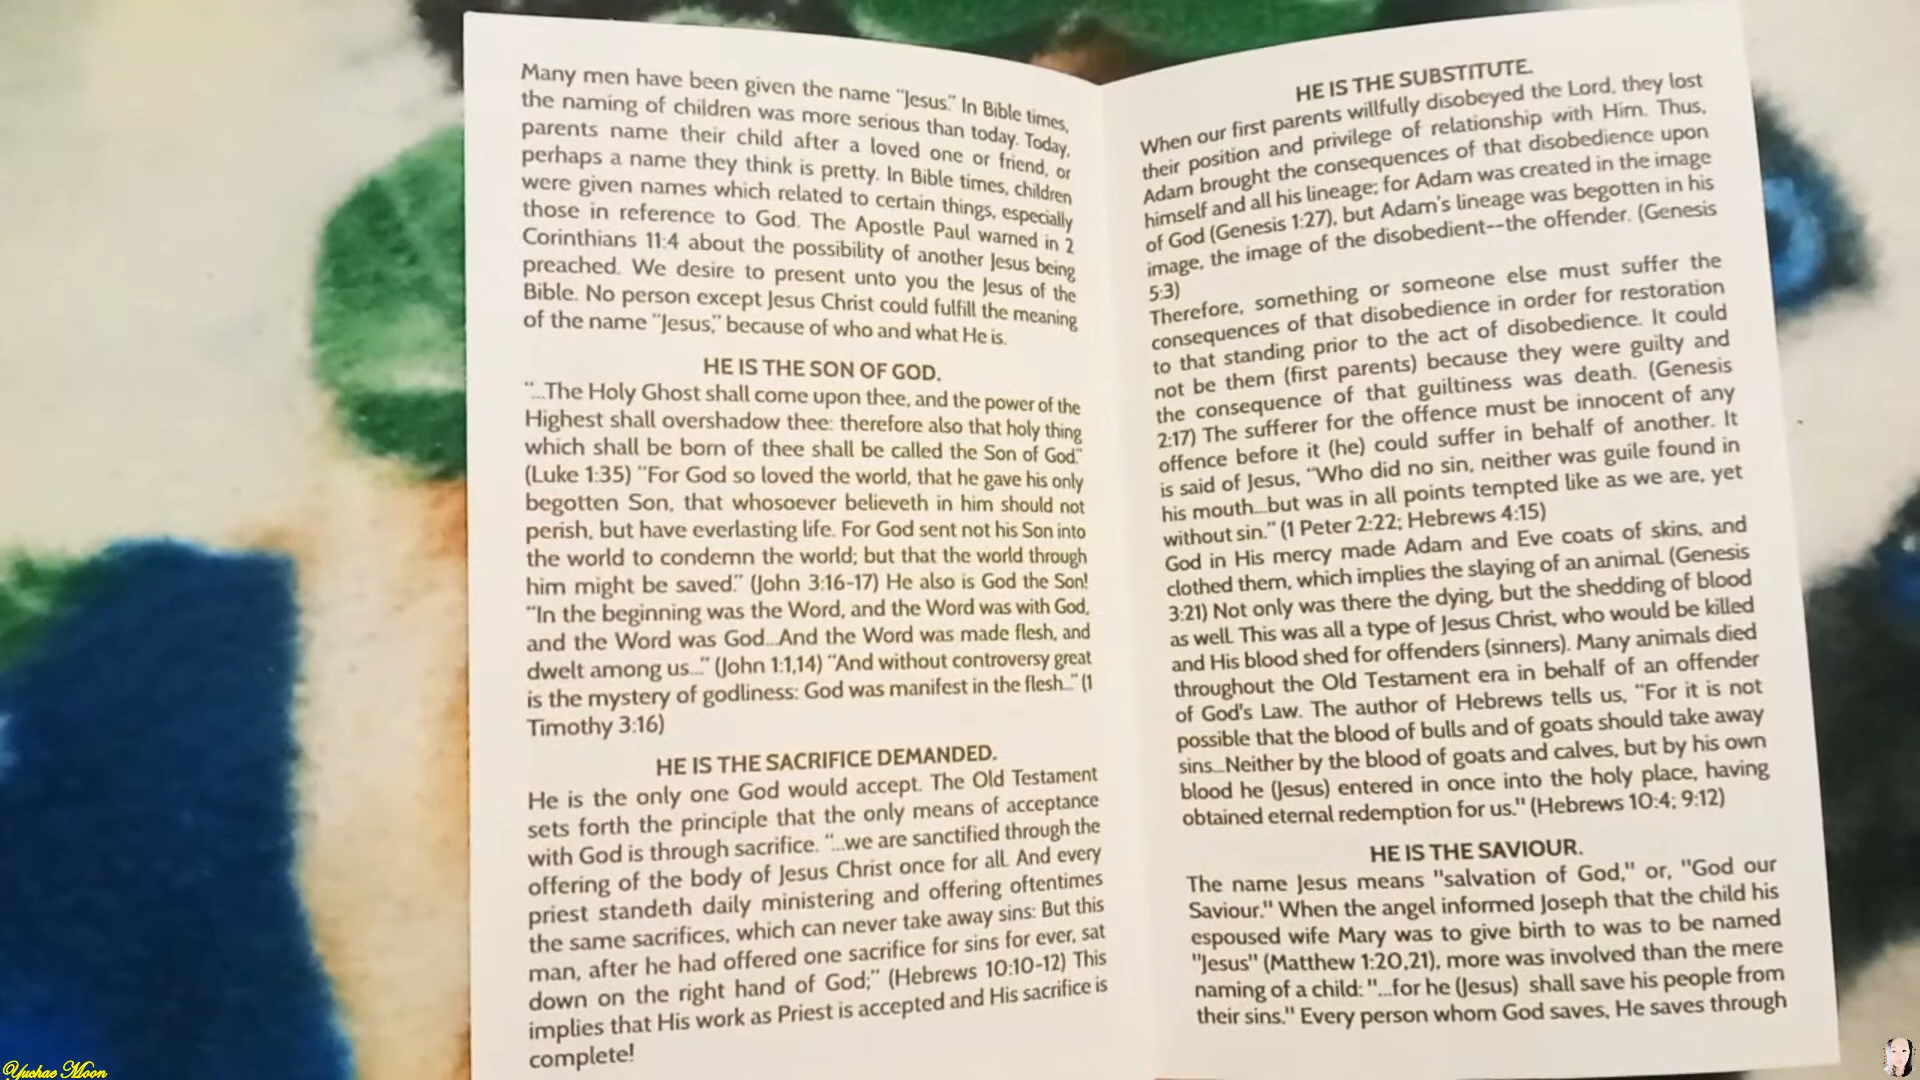 Many men have been given the name "Jesus." In Bible times,
the naming of children was more serious than today. Today,
parents name their child after a loved one or friend, or
perhaps a name they think is pretty. In Bible times, children
were given names which related to certain things, especially
those in reference to God. The Apostle Paul warned in 2
Corinthians 11:4 about the possibility of another Jesus being
preached. We desire to present unto you the Jesus of the
Bible. No person except Jesus Christ could fulfill the meaning
of the name "Jesus," because of who and what He is.
HE IS THE SON OF GOD.
"...The Holy Ghost shall come upon thee, and the power of the
Highest shall overshadow thee: therefore also that holy thing
which shall be born of thee shall be called the Son of God."
(Luke 1:35) "For God so loved the world, that he gave his only
begotten Son, that whosoever believeth in him should not
perish, but have everlasting life. For God sent not his Son into
the world to condemn the world; but that the world through
him might be saved." (John 3:16-17) He also is God the Son!
"In the beginning was the Word, and the Word was with God,
and the Word was God...And the Word was made flesh, and
dwelt among us..." (John 1:1,14) "And without controversy great
is the mystery of godliness: God was manifest in the flesh..." (1
Timothy 3:16)
HE IS THE SACRIFICE DEMANDED.
He is the only one God would accept. The Old Testament
sets forth the principle that the only means of acceptance
with God is through sacrifice. "...we are sanctified through the
offering of the body of Jesus Christ once for all. And every
priest standeth daily ministering and offering oftentimes
the same sacrifices, which can never take away sins: But this
man, after he had offered one sacrifice for sins for ever, sat
down on the right hand of God;" (Hebrews 10:10-12) This
implies that His work as Priest is accepted and His sacrifice is
complete!
HE IS THE SUBSTITUTE.
When our first parents willfully disobeyed the Lord, they lost
their position and privilege of relationship with Him. Thus,
Adam brought the consequences of that disobedience upon
himself and all his lineage; for Adam was created in the image
of God (Genesis 1:27), but Adam's lineage was begotten in his
image, the image of the disobedient--the offender. (Genesis
5:3)
Therefore, something or someone else must suffer the
consequences of that disobedience in order for restoration
to that standing prior to the act of disobedience. It could
not be them (first parents) because they were guilty and
the consequence of that guiltiness was death. (Genesis
2:17) The sufferer for the offence must be innocent of any
offence before it (he) could suffer in behalf of another. It
is said of Jesus, "Who did no sin, neither was guile found in
his mouth...but was in all points tempted like as we are, yet
without sin." (1 Peter 2:22; Hebrews 4:15)
God in His mercy made Adam and Eve coats of skins, and
clothed them, which implies the slaying of an animal. (Genesis
3:21) Not only was there the dying, but the shedding of blood
as well. This was all a type of Jesus Christ, who would be killed
and His blood shed for offenders (sinners). Many animals died
throughout the Old Testament era in behalf of an offender
of God's Law. The author of Hebrews tells us, "For it is not
possible that the blood of bulls and of goats should take away
sins...Neither by the blood of goats and calves, but by his own
blood he (Jesus) entered in once into the holy place, having
obtained eternal redemption for us." (Hebrews 10:4; 9:12)
HE IS THE SAVIOUR.
The name Jesus means "salvation of God," or, "God our
Saviour." When the angel informed Joseph that the child his
espoused wife Mary was to give birth to was to be named
"Jesus" (Matthew 1:20,21), more was involved than the mere
naming of a child: "...for he (Jesus) shall save his people from
their sins." Every person whom God saves, He saves through
Yuchae Moon